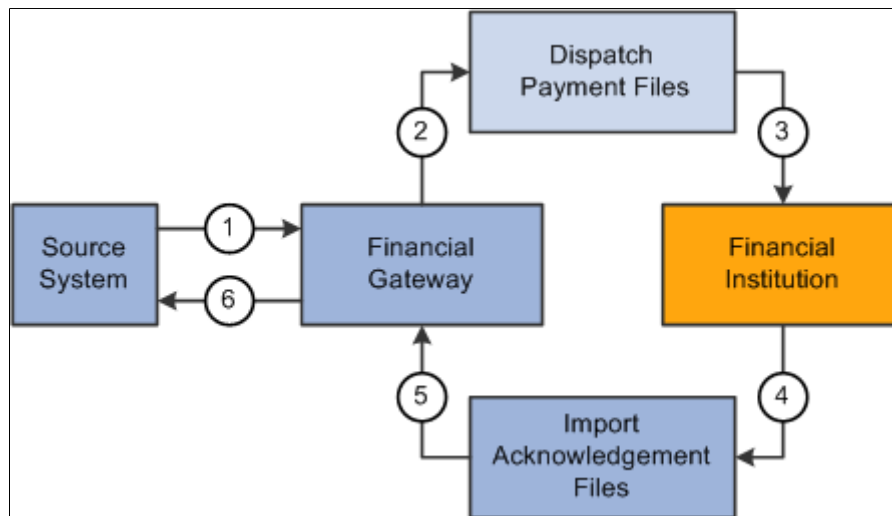 Dispatch
Payment Files
2
3
Source
System
1
6
Financial
Gateway
Financial
Institution
5
4
Import
Acknowledgement
Files